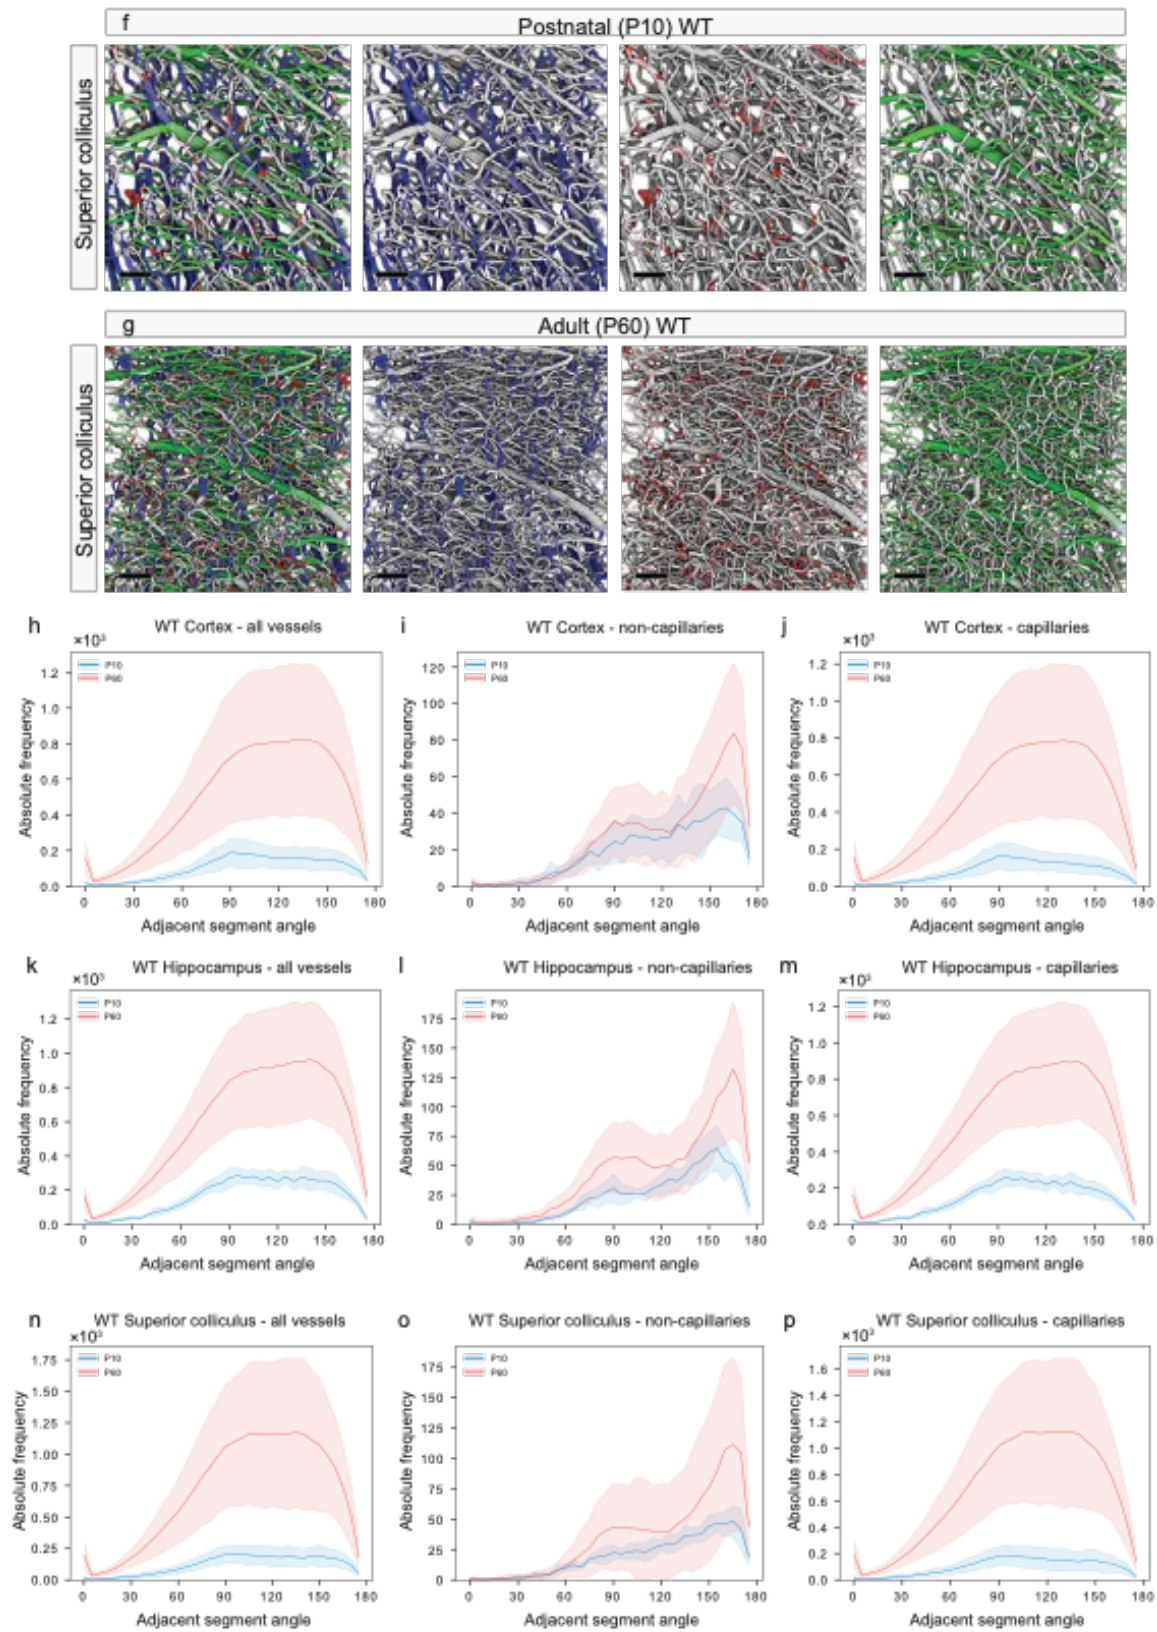 f
Postnatal (P10) WT
Superior colliculus
g
Adult (P60) WT
Superior colliculus
h
WT Cortex - all vessels
×10³
P10
P60
1.2
1.0
0.8
0.6
0.4
0.2
0.0
Absolute frequency
0 30 60 90 120 150 180
Adjacent segment angle
i
WT Cortex - non-capillaries
P10
P60
120
100
80
60
40
20
0
Absolute frequency
0 30 60 90 120 150 180
Adjacent segment angle
j
WT Cortex - capillaries
×10³
P10
P60
1.2
1.0
0.8
0.6
0.4
0.2
0.0
Absolute frequency
0 30 60 90 120 150 180
Adjacent segment angle
k
WT Hippocampus - all vessels
×10³
P10
P60
1.2
1.0
0.8
0.6
0.4
0.2
0.0
Absolute frequency
0 30 60 90 120 150 180
Adjacent segment angle
l
WT Hippocampus - non-capillaries
P10
P60
175
150
125
100
75
50
25
0
Absolute frequency
0 30 60 90 120 150 180
Adjacent segment angle
m
WT Hippocampus - capillaries
×10³
P10
P60
1.2
1.0
0.8
0.6
0.4
0.2
0.0
Absolute frequency
0 30 60 90 120 150 180
Adjacent segment angle
n
WT Superior colliculus - all vessels
×10³
P10
P60
1.75
1.50
1.25
1.00
0.75
0.50
0.25
0.00
Absolute frequency
0 30 60 90 120 150 180
Adjacent segment angle
o
WT Superior colliculus - non-capillaries
P10
P60
175
150
125
100
75
50
25
0
Absolute frequency
0 30 60 90 120 150 180
Adjacent segment angle
p
WT Superior colliculus - capillaries
×10³
P10
P60
1.6
1.4
1.2
1.0
0.8
0.6
0.4
0.2
0.0
Absolute frequency
0 30 60 90 120 150 180
Adjacent segment angle